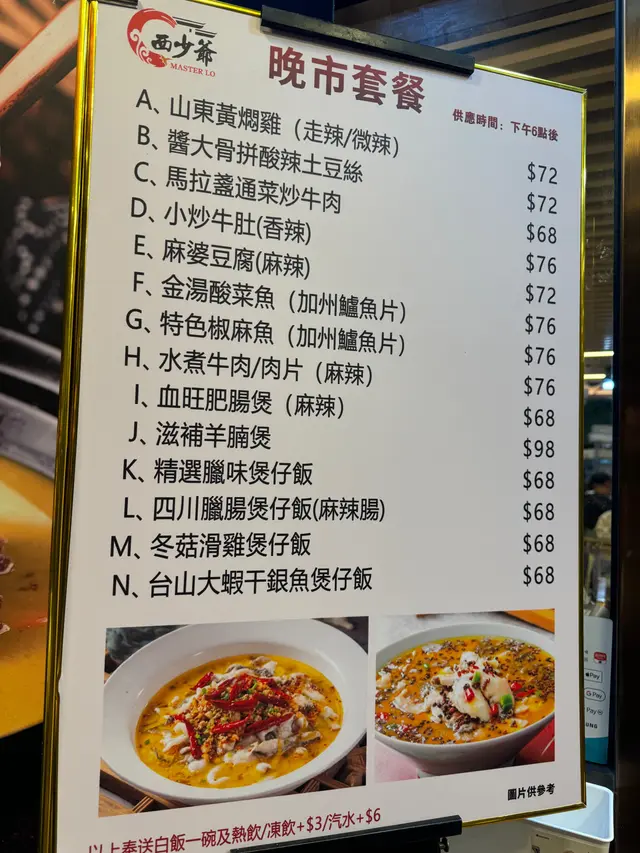 面少爺
MASTER LO
晚市套餐
供應時間：下午6點後
A、山東黃燜雞（走辣/微辣） $72
B、醬大骨拼酸辣土豆絲 $72
C、馬拉盞通菜炒牛肉 $68
D、小炒牛肚(香辣) $76
E、麻婆豆腐(麻辣) $72
F、金湯酸菜魚（加州鱸魚片） $76
G、特色椒麻魚（加州鱸魚片） $76
H、水煮牛肉/肉片（麻辣） $76
I、血旺肥腸煲（麻辣） $68
J、滋補羊腩煲 $98
K、精選臘味煲仔飯 $68
L、四川臘腸煲仔飯(麻辣腸) $68
M、冬菇滑雞煲仔飯 $68
N、台山大蝦干銀魚煲仔飯 $68
圖片供參考
以上套送白飯一碗及熱飲/凍飲+$3/汽水+$6
Pay
G Pay
Pay